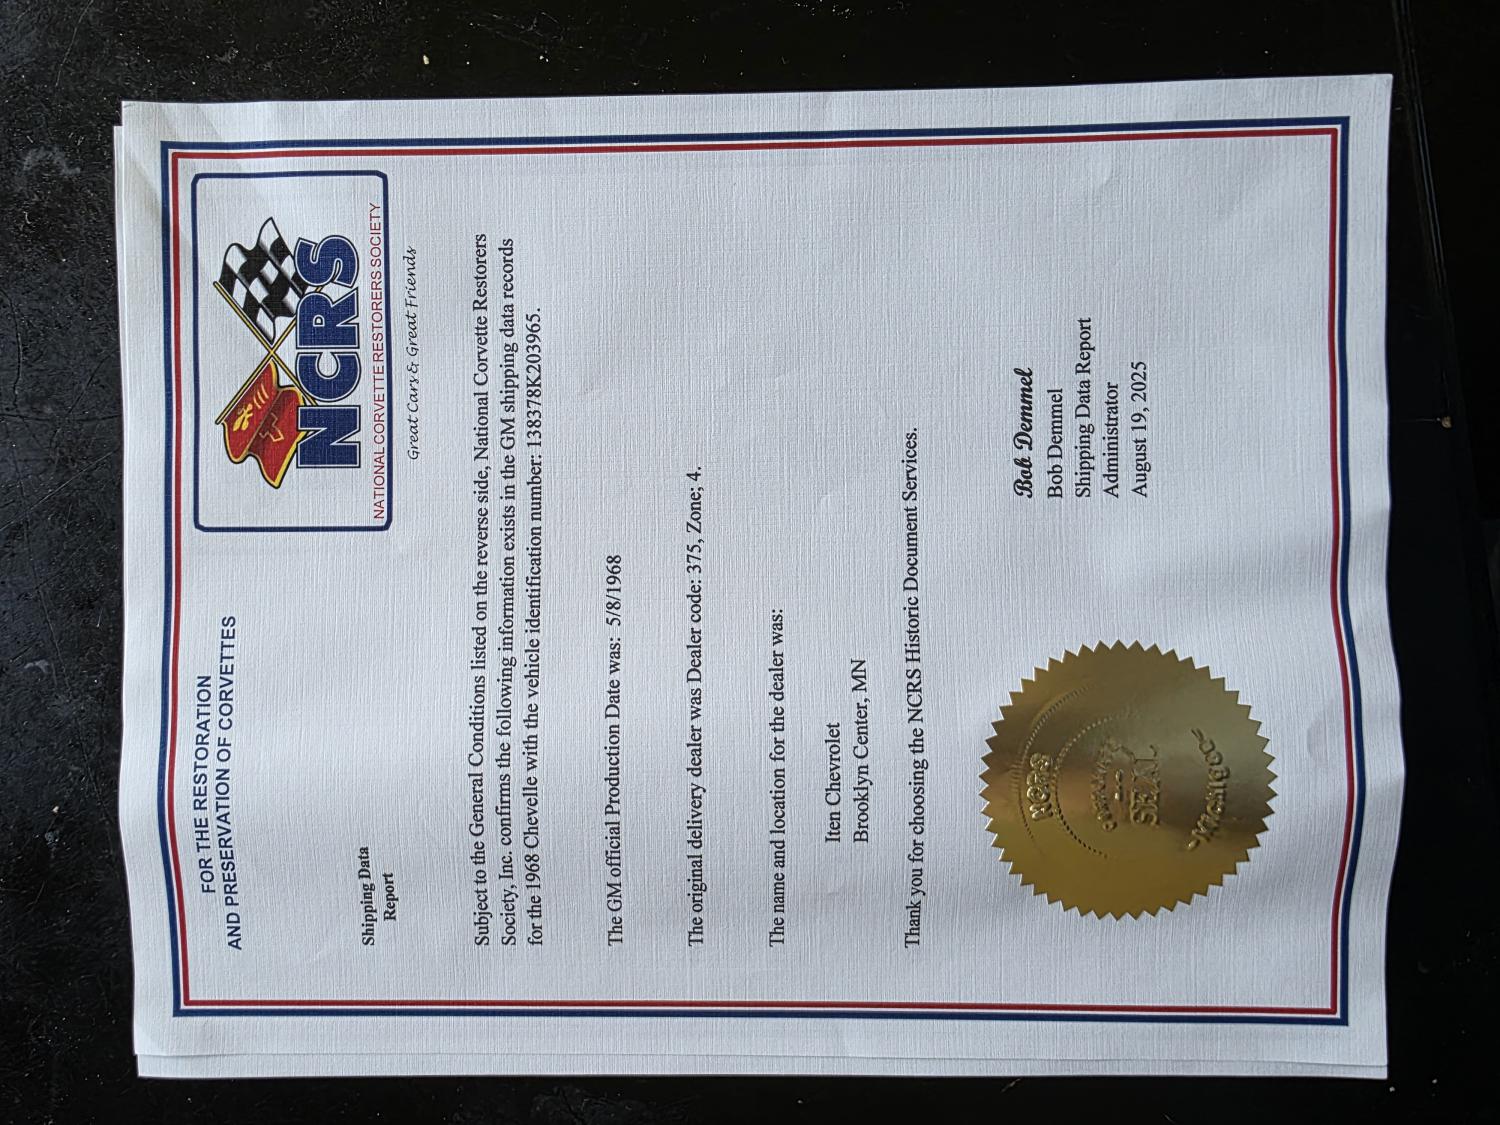 FOR THE RESTORATION
AND PRESERVATION OF CORVETTES
NCRS
NATIONAL CORVETTE RESTORERS SOCIETY
Great Cars & Great Friends
Shipping Data
Report
Subject to the General Conditions listed on the reverse side, National Corvette Restorers
Society, Inc. confirms the following information exists in the GM shipping data records
for the 1968 Chevelle with the vehicle identification number: 138378K203965.
The GM official Production Date was: 5/8/1968
The original delivery dealer was Dealer code: 375, Zone; 4.
The name and location for the dealer was:
Iten Chevrolet
Brooklyn Center, MN
Thank you for choosing the NCRS Historic Document Services.
Bob Demmel
Bob Demmel
Shipping Data Report
Administrator
August 19, 2025
NCRS
SEAL
Michigan